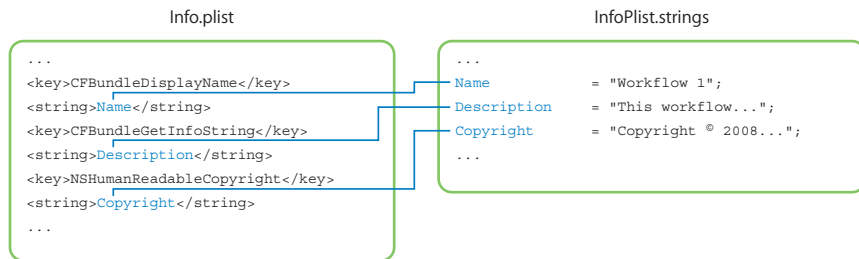 Info.plist
...
<key>CFBundleDisplayName</key>
<string>Name</string>
<key>CFBundleGetInfoString</key>
<string>Description</string>
<key>NSHumanReadableCopyright</key>
<string>Copyright</string>
...
InfoPlist.strings
...
Name = "Workflow 1";
Description = "This workflow...";
Copyright = "Copyright © 2008...";
...